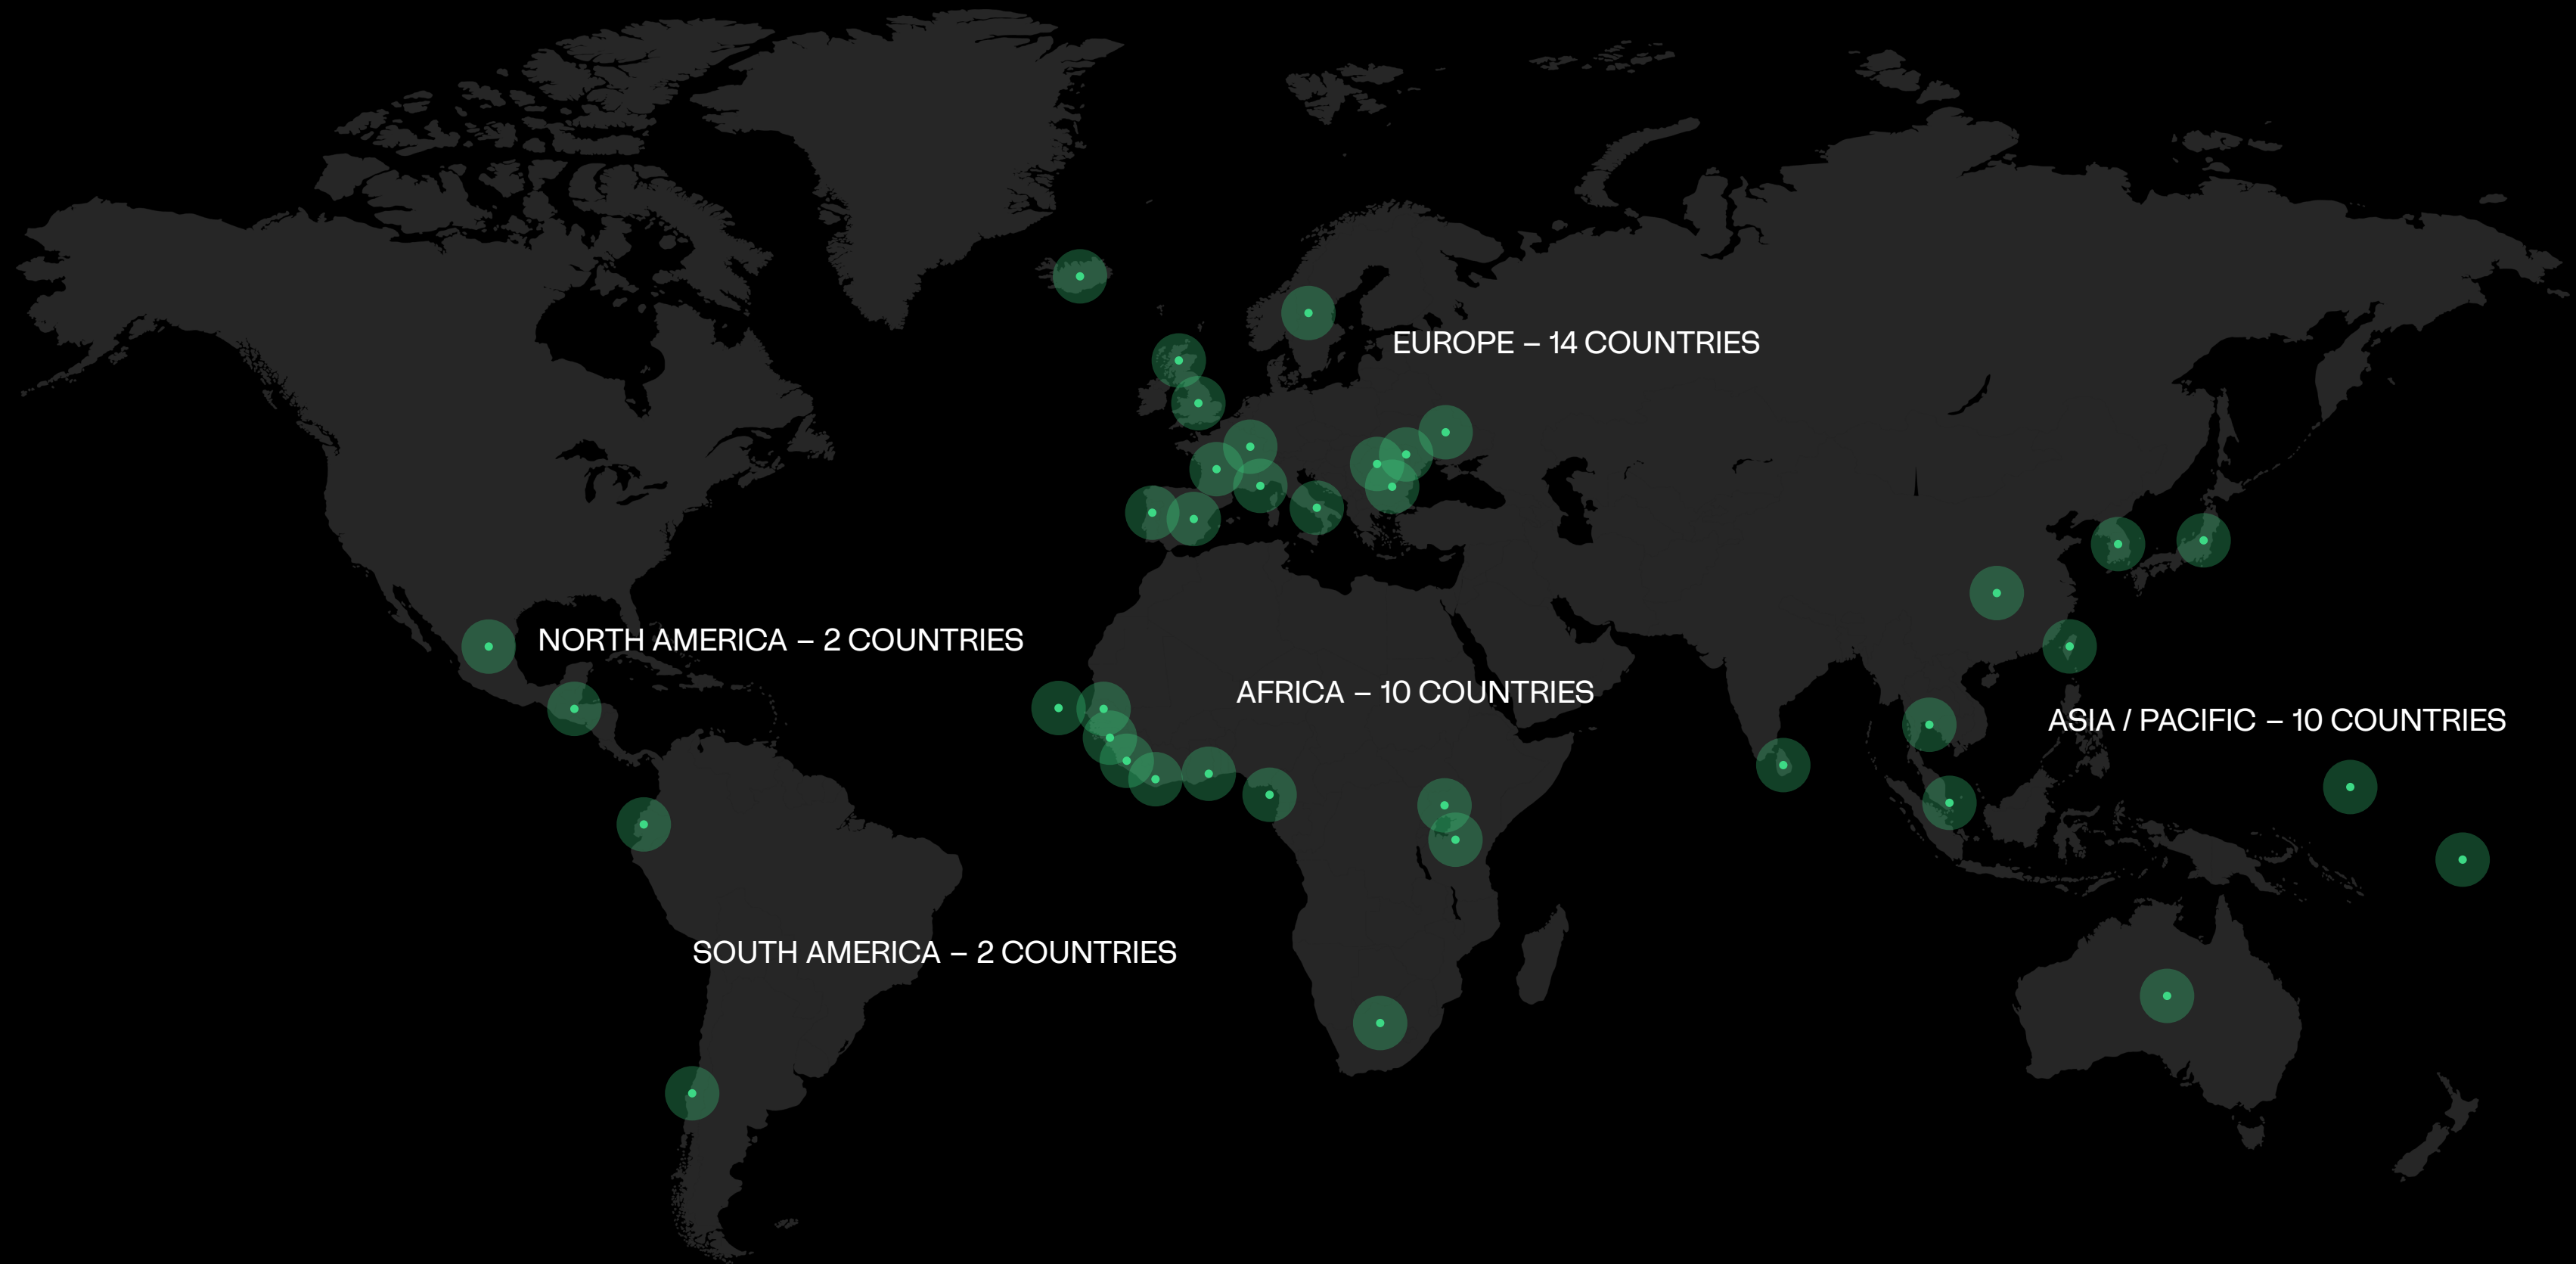 EUROPE – 14 COUNTRIES
NORTH AMERICA – 2 COUNTRIES
AFRICA – 10 COUNTRIES
ASIA / PACIFIC – 10 COUNTRIES
SOUTH AMERICA – 2 COUNTRIES